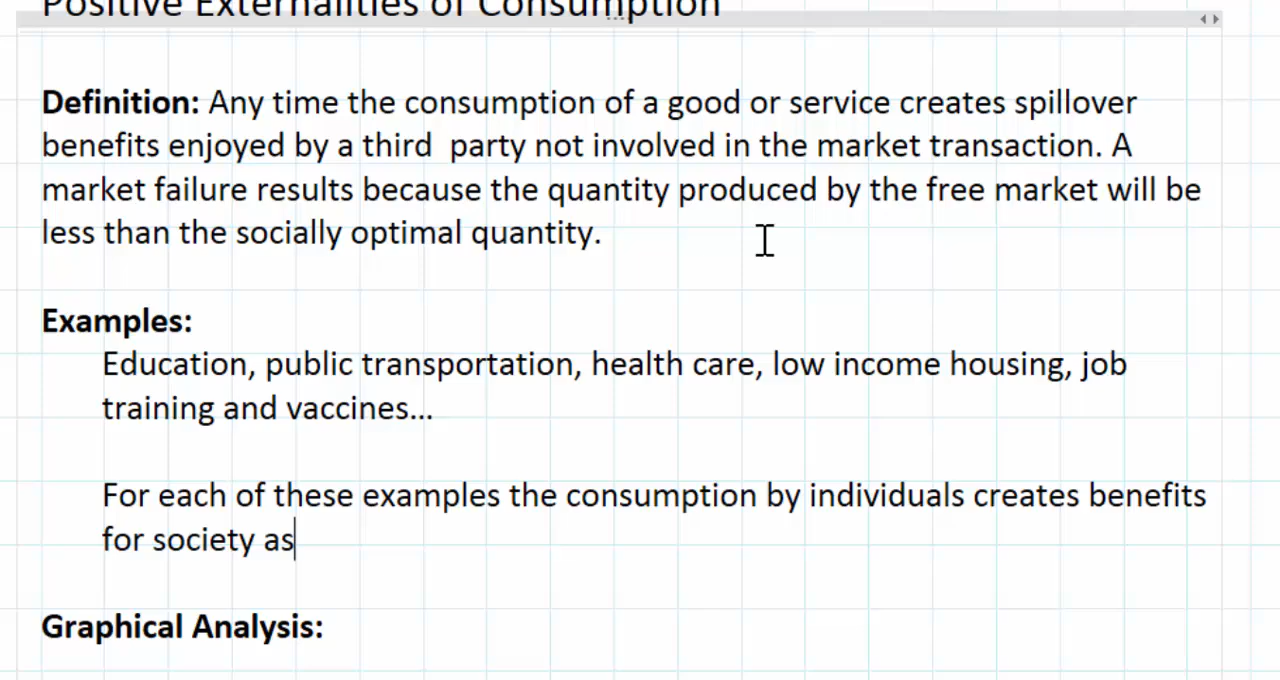 Positive Externalities of Consumption
Definition: Any time the consumption of a good or service creates spillover
benefits enjoyed by a third  party not involved in the market transaction. A
market failure results because the quantity produced by the free market will be
less than the socially optimal quantity.
Examples:
Education, public transportation, health care, low income housing, job
training and vaccines...
For each of these examples the consumption by individuals creates benefits
for society as
Graphical Analysis: